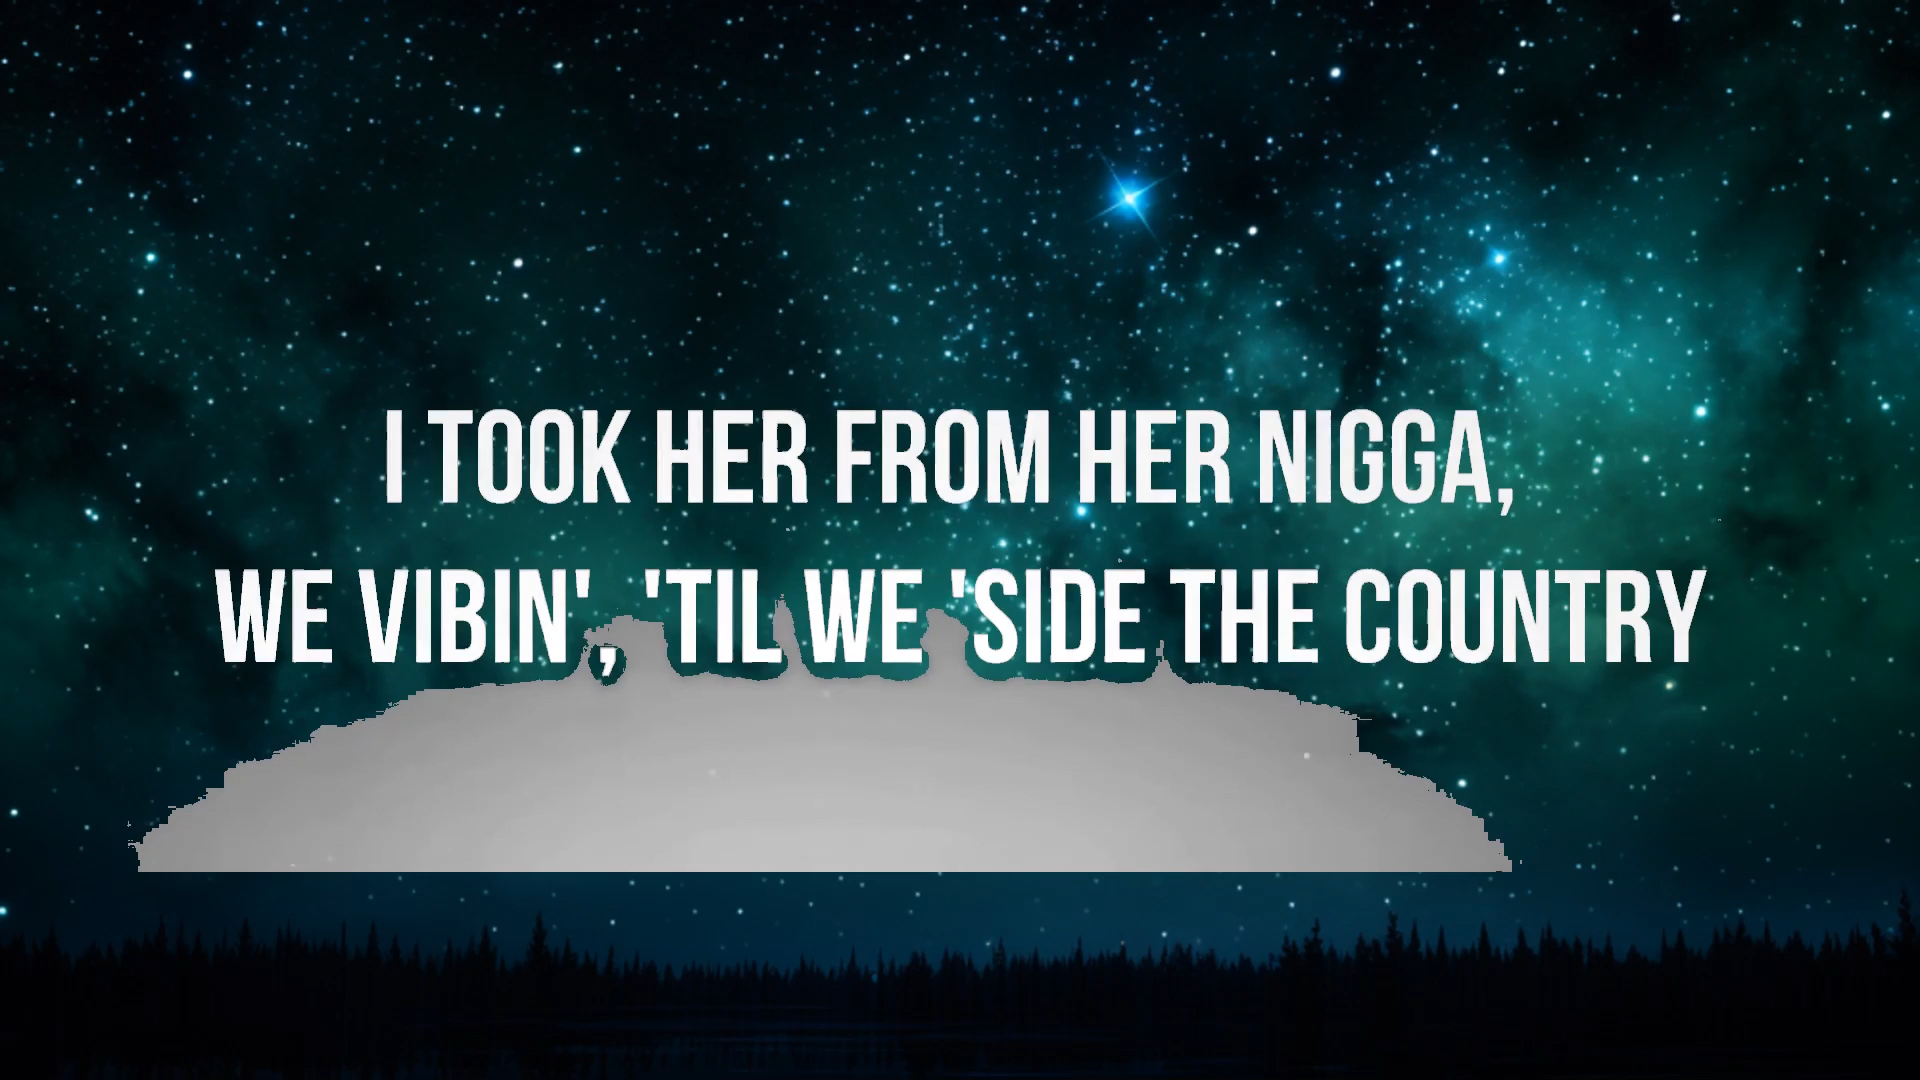 I TOOK HER FROM HER NIGGA,
WE VIBIN', 'TIL WE 'SIDE THE COUNTRY